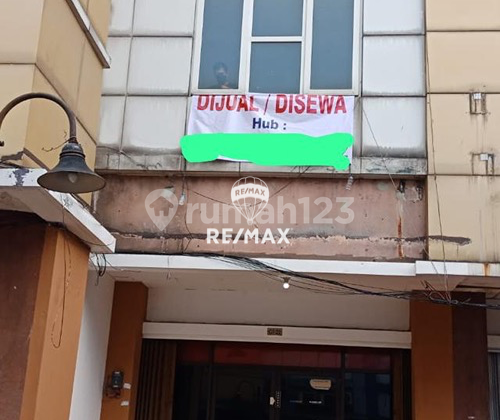 DIJUAL / DISEWA
Hub :
RE/MAX
rumah123
RE/MAX